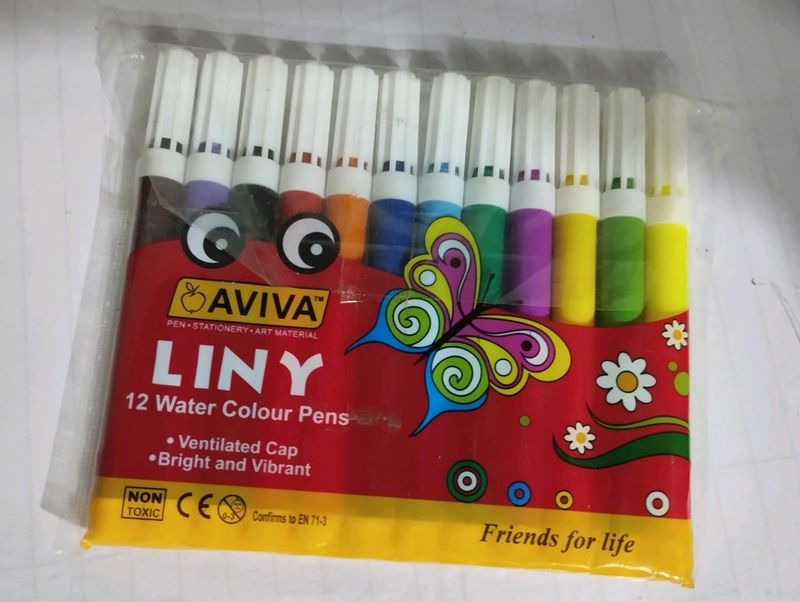 AVIVA™
PEN • STATIONERY • ART MATERIAL
LINY
12 Water Colour Pens
• Ventilated Cap
• Bright and Vibrant
NON
TOXIC
CE
0-3
Confirms to EN 71-3
Friends for life